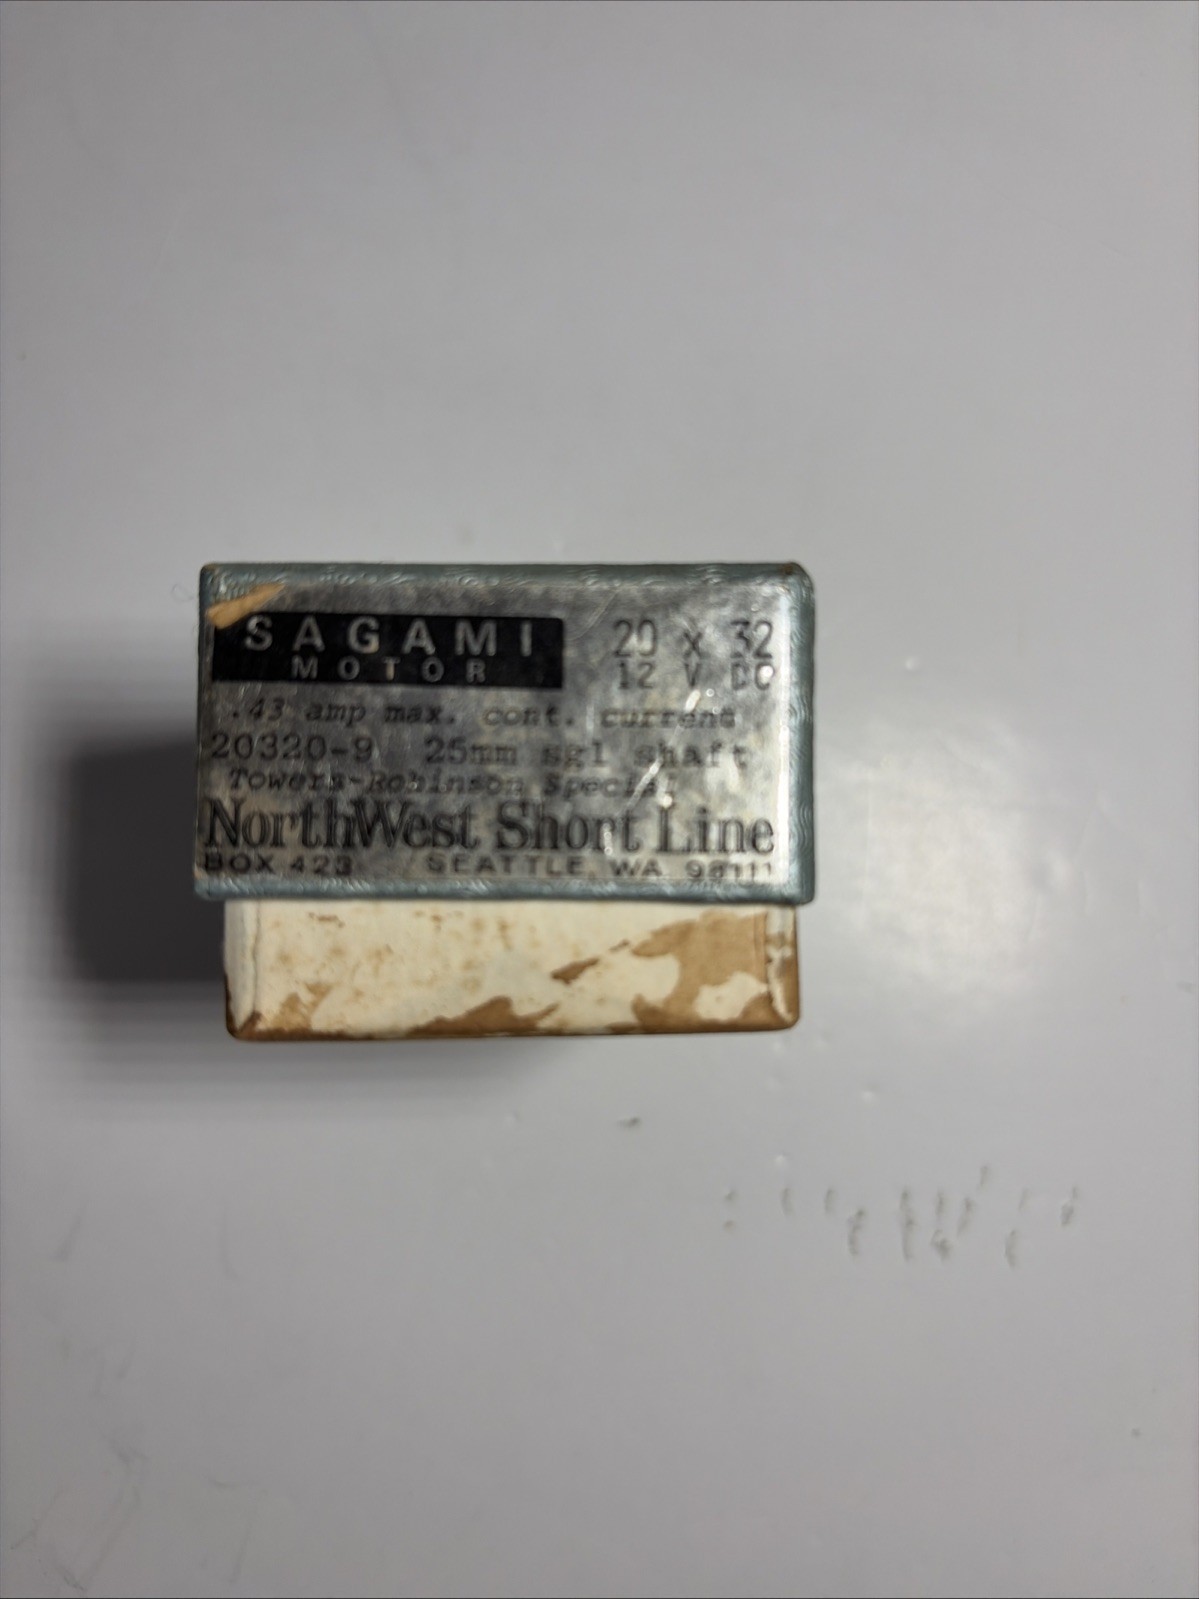 SAGAMI
MOTOR
20 x 32
12 V DC
.43 amp max. cont. current
20320-9 25mm sgl shaft
Towers-Robinson Special
NorthWest Short Line
BOX 423 SEATTLE, WA 98111